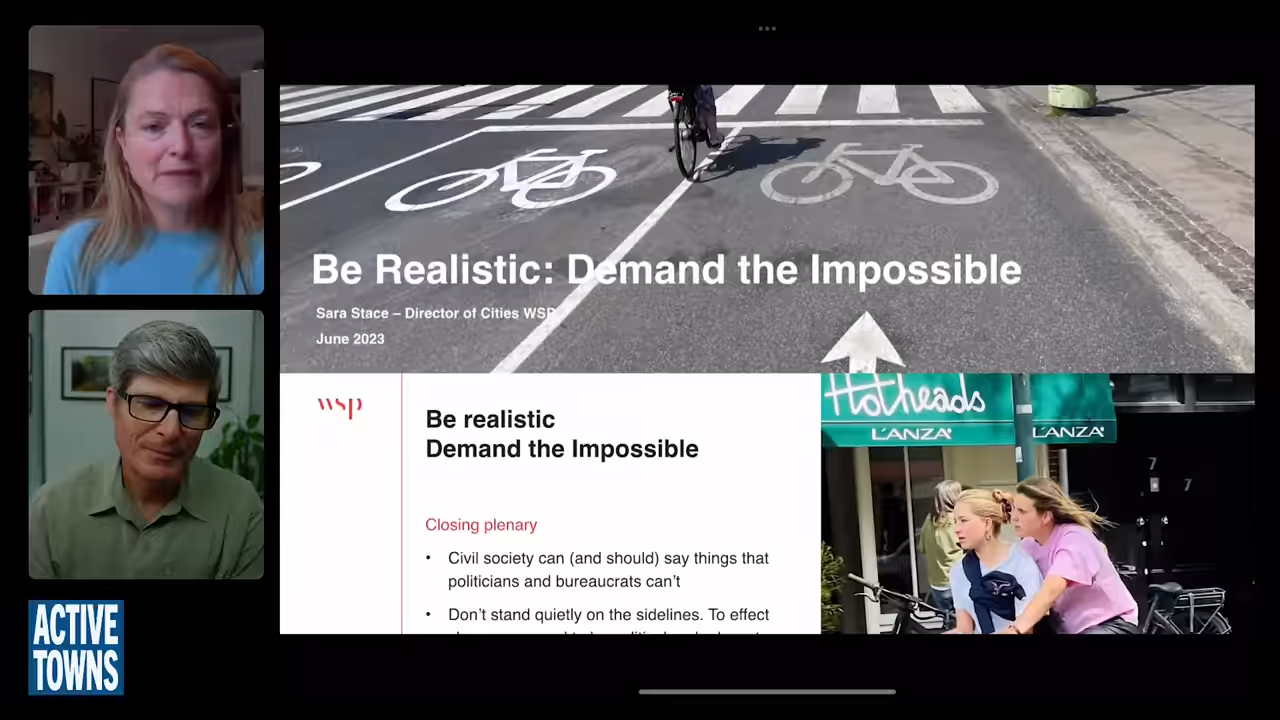 Be Realistic: Demand the Impossible
Sara Stace – Director of Cities WSP
June 2023
wsp
Be realistic
Demand the Impossible
Closing plenary
• Civil society can (and should) say things that
politicians and bureaucrats can’t
• Don’t stand quietly on the sidelines. To effect
Hotheads
L'ANZA
L'ANZA
7
7
ACTIVE
TOWNS